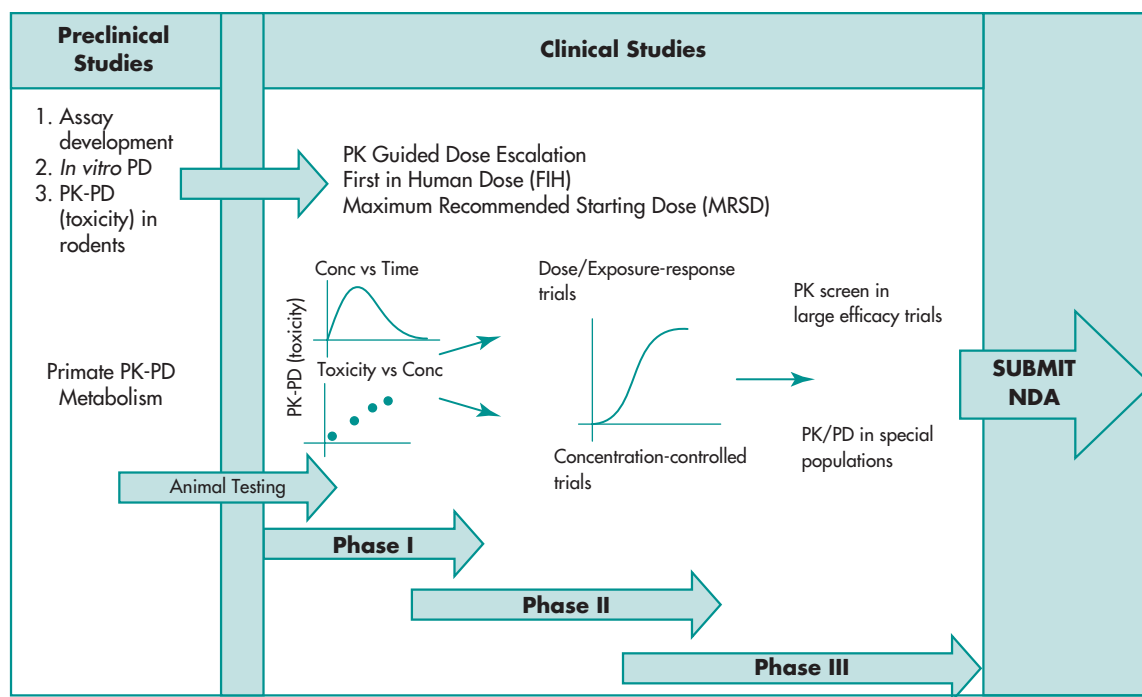 Preclinical
Studies
Clinical Studies
1. Assay
development
2. In vitro PD
3. PK-PD
(toxicity) in
rodents
PK Guided Dose Escalation
First in Human Dose (FIH)
Maximum Recommended Starting Dose (MRSD)
Primate PK-PD
Metabolism
PK-PD (toxicity)
Conc vs Time
Toxicity vs Conc
Dose/Exposure-response
trials
Concentration-controlled
trials
PK screen in
large efficacy trials
PK/PD in special
populations
SUBMIT
NDA
Animal Testing
Phase I
Phase II
Phase III